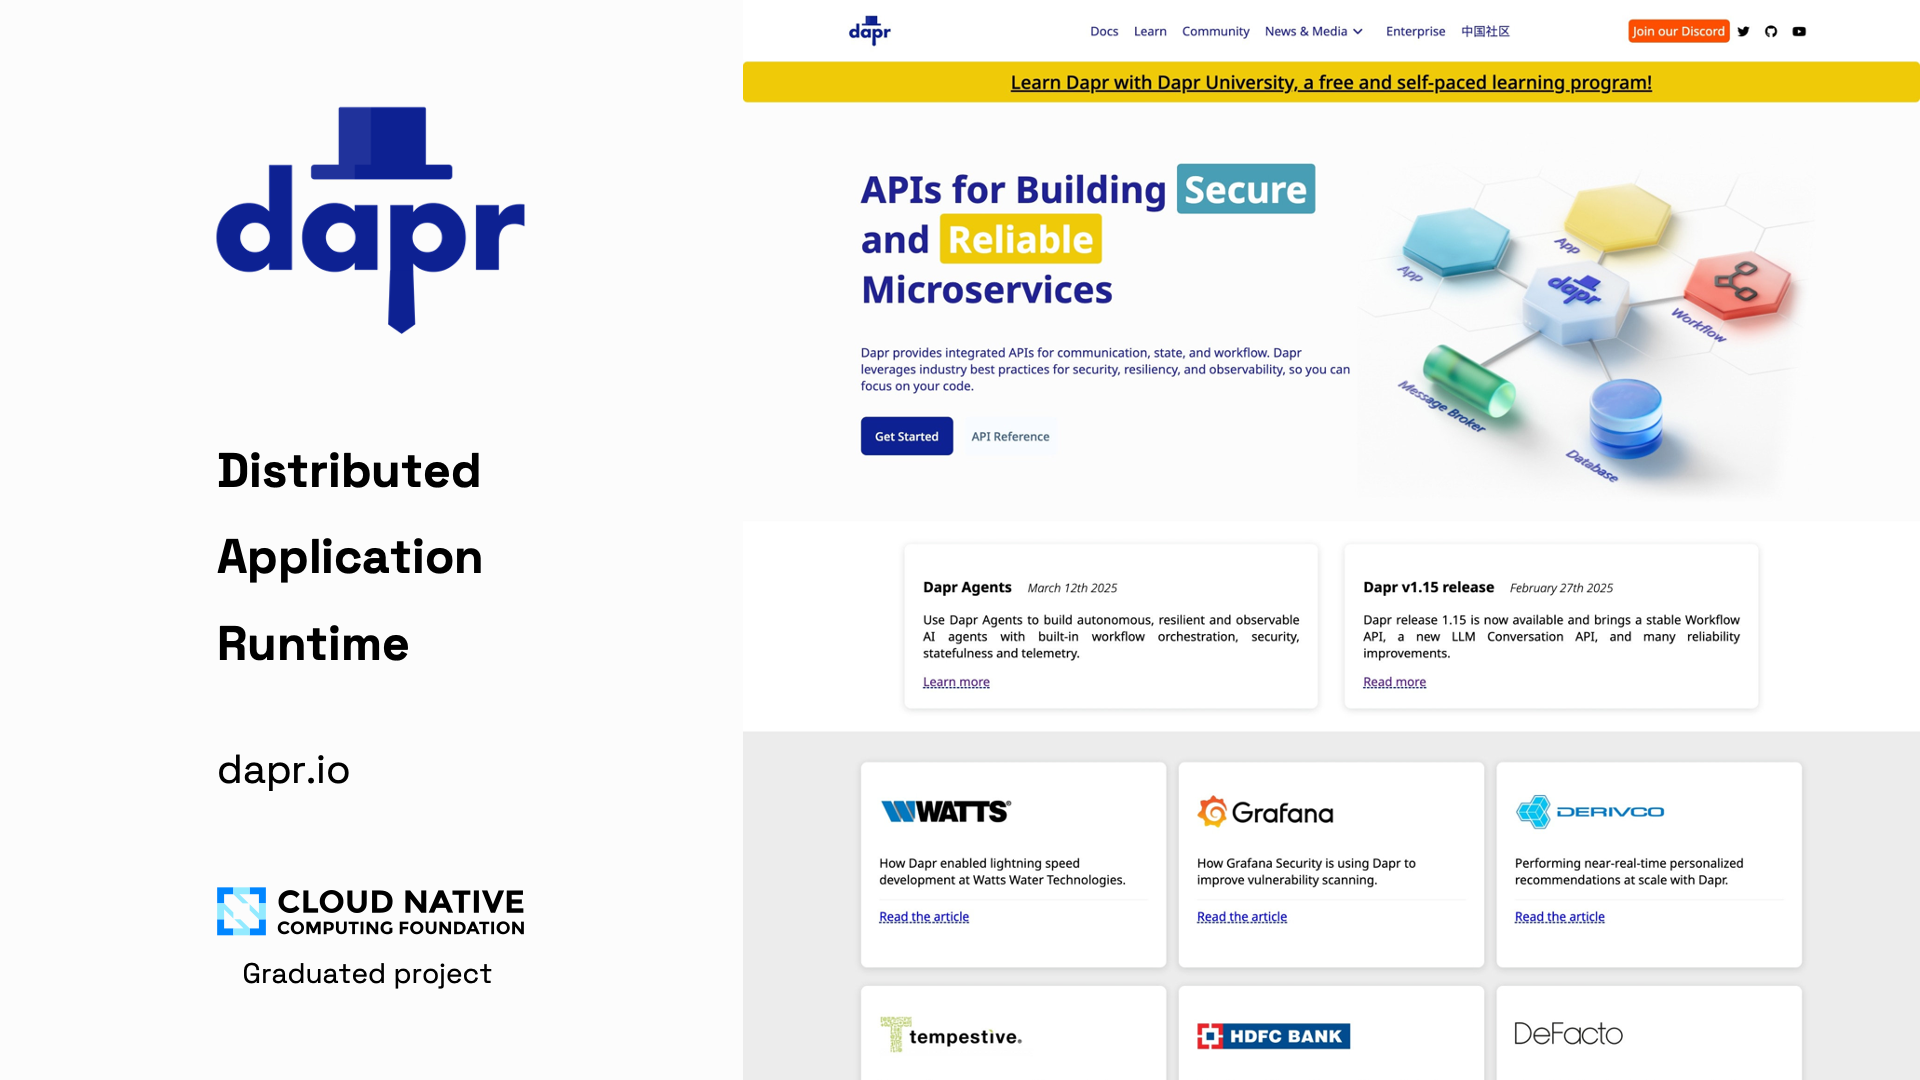 dapr
Distributed
Application
Runtime
dapr.io
CLOUD NATIVE
COMPUTING FOUNDATION
Graduated project
dapr
Docs Learn Community News & Media Enterprise 中国社区 Join our Discord
Learn Dapr with Dapr University, a free and self-paced learning program!
APIs for Building Secure
and Reliable
Microservices
Dapr provides integrated APIs for communication, state, and workflow. Dapr
leverages industry best practices for security, resiliency, and observability, so you can
focus on your code.
Get Started API Reference
App
App
dapr
Workflow
Message Broker
Database
Dapr Agents March 12th 2025
Use Dapr Agents to build autonomous, resilient and observable
AI agents with built-in workflow orchestration, security,
statefulness and telemetry.
Learn more
Dapr v1.15 release February 27th 2025
Dapr release 1.15 is now available and brings a stable Workflow
API, a new LLM Conversation API, and many reliability
improvements.
Read more
WATTS®
How Dapr enabled lightning speed
development at Watts Water Technologies.
Read the article
Grafana
How Grafana Security is using Dapr to
improve vulnerability scanning.
Read the article
DERIVCO
Performing near-real-time personalized
recommendations at scale with Dapr.
Read the article
tempestive.
HDFC BANK
DeFacto